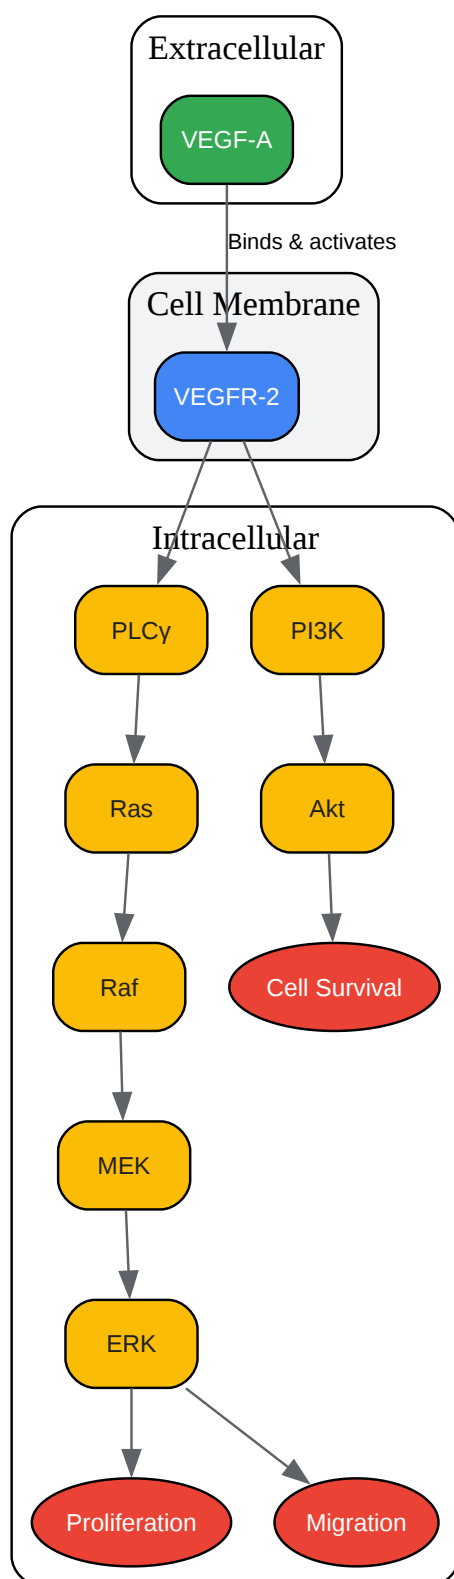 Extracellular
VEGF-A
Binds & activates
Cell Membrane
VEGFR-2
Intracellular
PLCγ
PI3K
Ras
Akt
Raf
Cell Survival
MEK
ERK
Proliferation
Migration